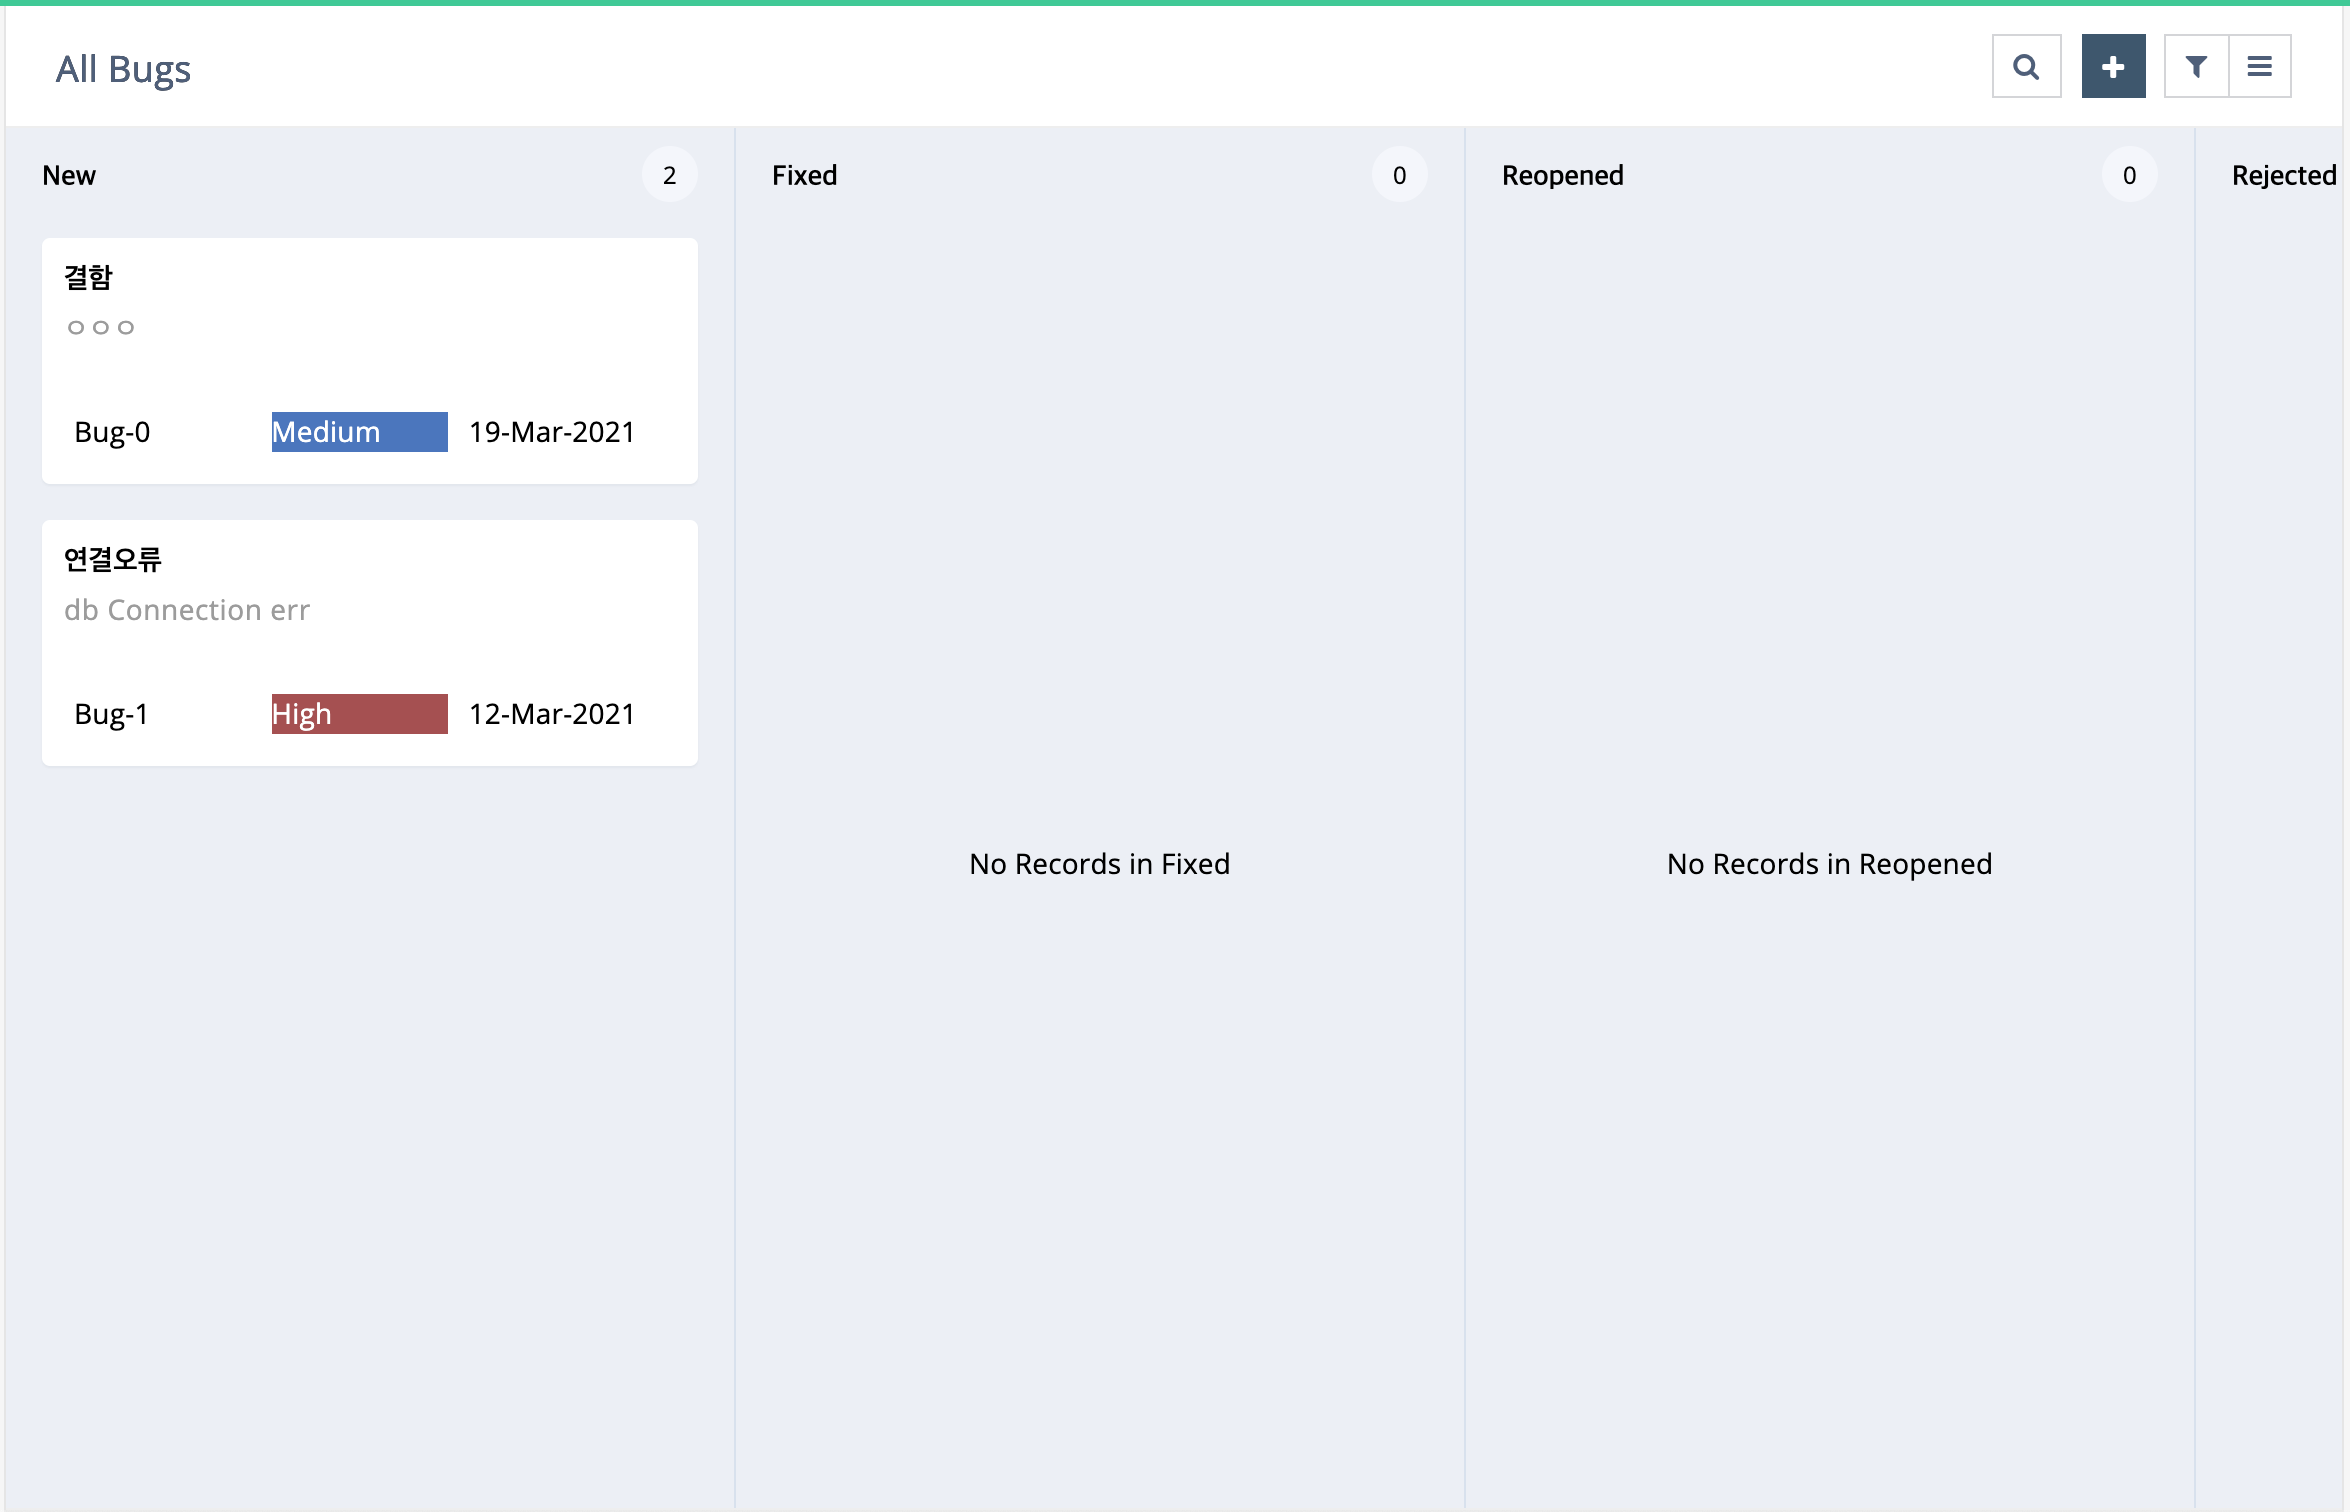 All Bugs
New 2
결함
ㅇㅇㅇ
Bug-0 Medium 19-Mar-2021
연결오류
db Connection err
Bug-1 High 12-Mar-2021
Fixed 0
No Records in Fixed
Reopened 0
No Records in Reopened
Rejected